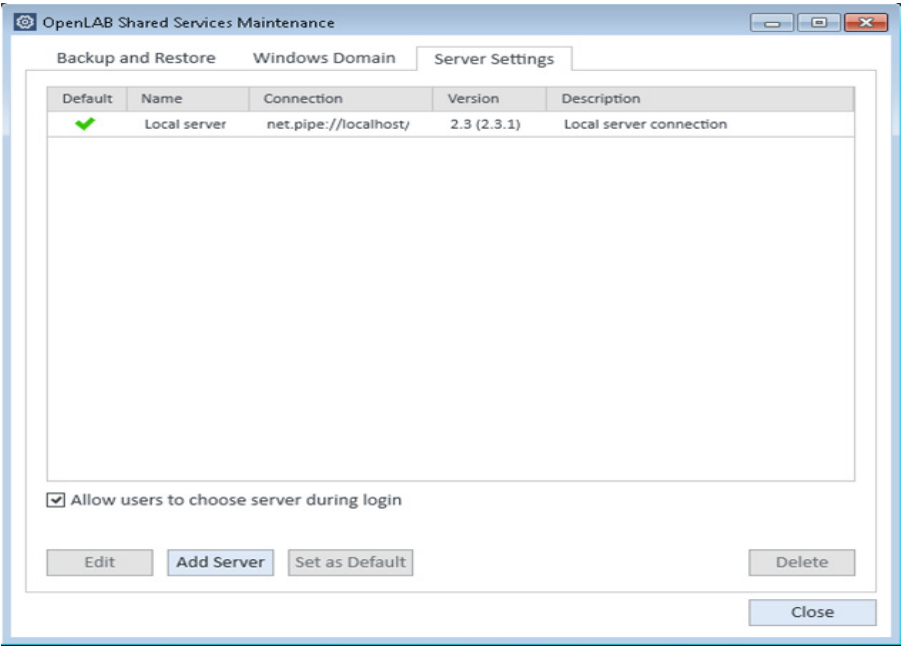 OpenLAB Shared Services Maintenance
Backup and Restore Windows Domain Server Settings
Default Name Connection Version Description
Local server net.pipe://localhost/ 2.3 (2.3.1) Local server connection
Allow users to choose server during login
Edit Add Server Set as Default Delete
Close